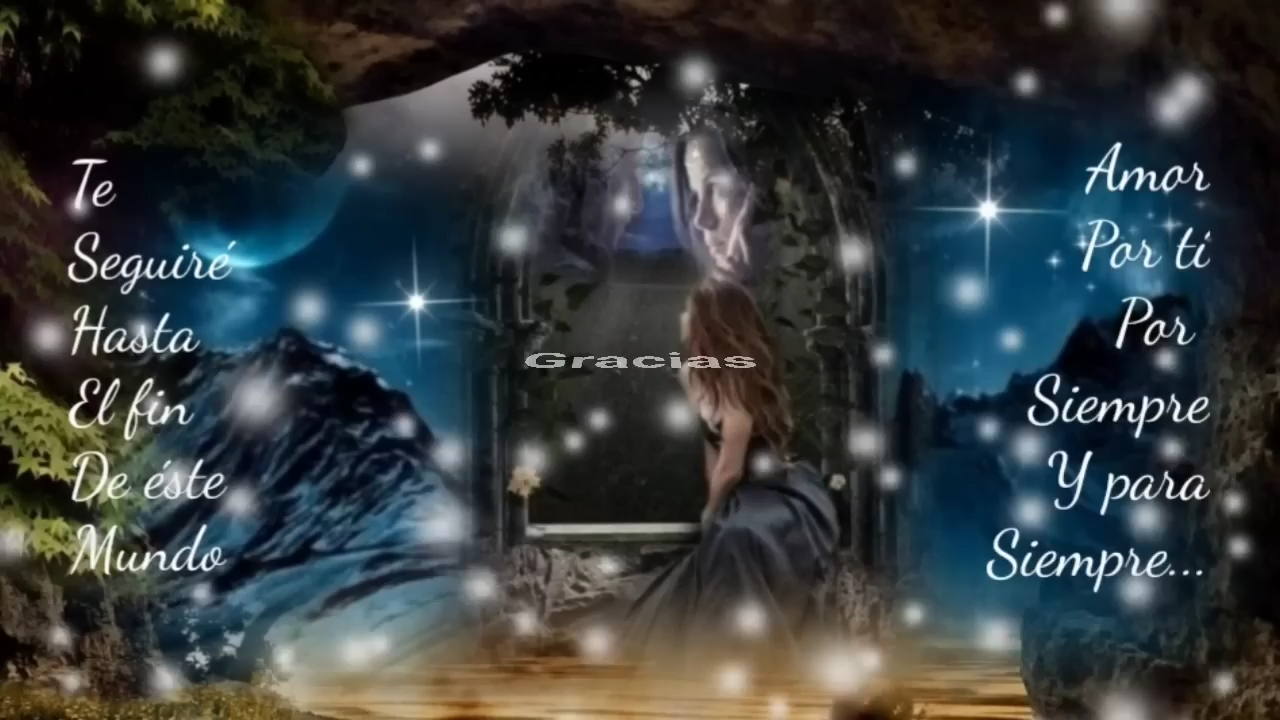 Te
Seguiré
Hasta
El fin
De éste
Mundo
Gracias
Amor
Por ti
Por
Siempre
Y para
Siempre...